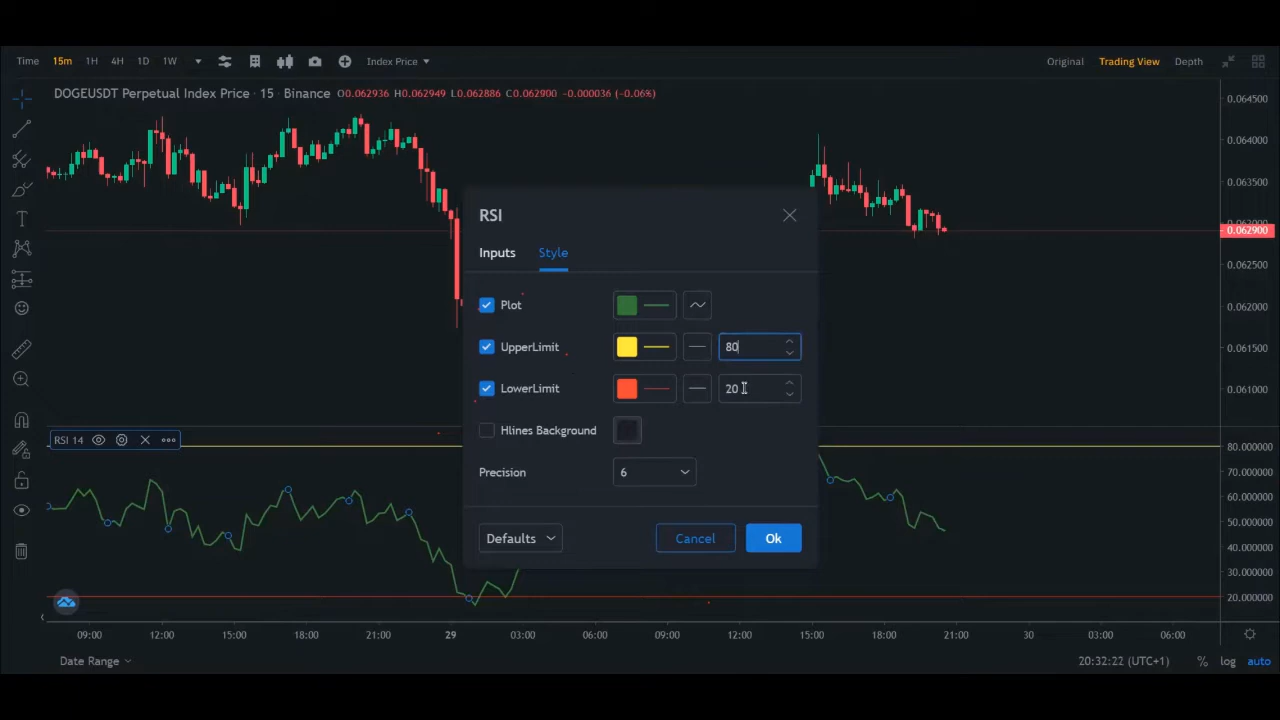 Time 15m 1H 4H 1D 1W Index Price Original Trading View Depth
DOGEUSDT Perpetual Index Price · 15 · Binance O0.062936 H0.062949 L0.062886 C0.062900 -0.000036 (-0.06%)
0.064500
0.064000
0.063500
0.063000
0.062900
0.062500
0.062000
0.061500
0.061000
RSI
Inputs Style
Plot
UpperLimit 80
LowerLimit 20
Hlines Background
Precision 6
Defaults Cancel Ok
RSI 14
80.000000
70.000000
60.000000
50.000000
40.000000
30.000000
20.000000
09:00 12:00 15:00 18:00 21:00 29 03:00 06:00 09:00 12:00 15:00 18:00 21:00 30 03:00 06:00
Date Range 20:32:22 (UTC+1) % log auto